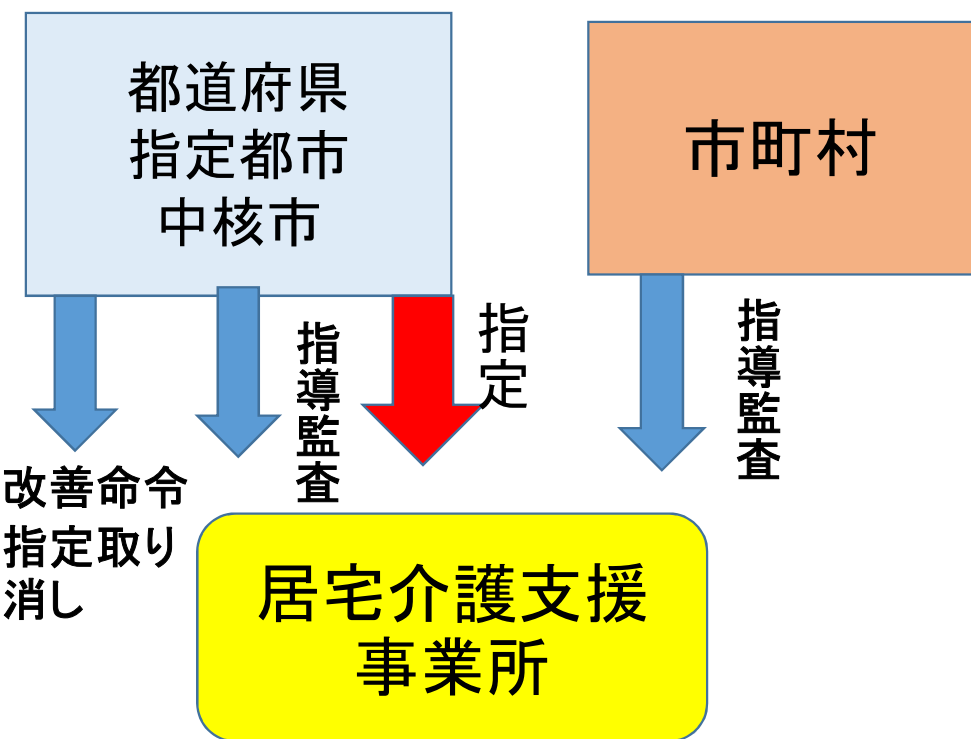 都道府県
指定都市
中核市
市町村
指導監査
指定
指導監査
改善命令
指定取り
消し
居宅介護支援
事業所